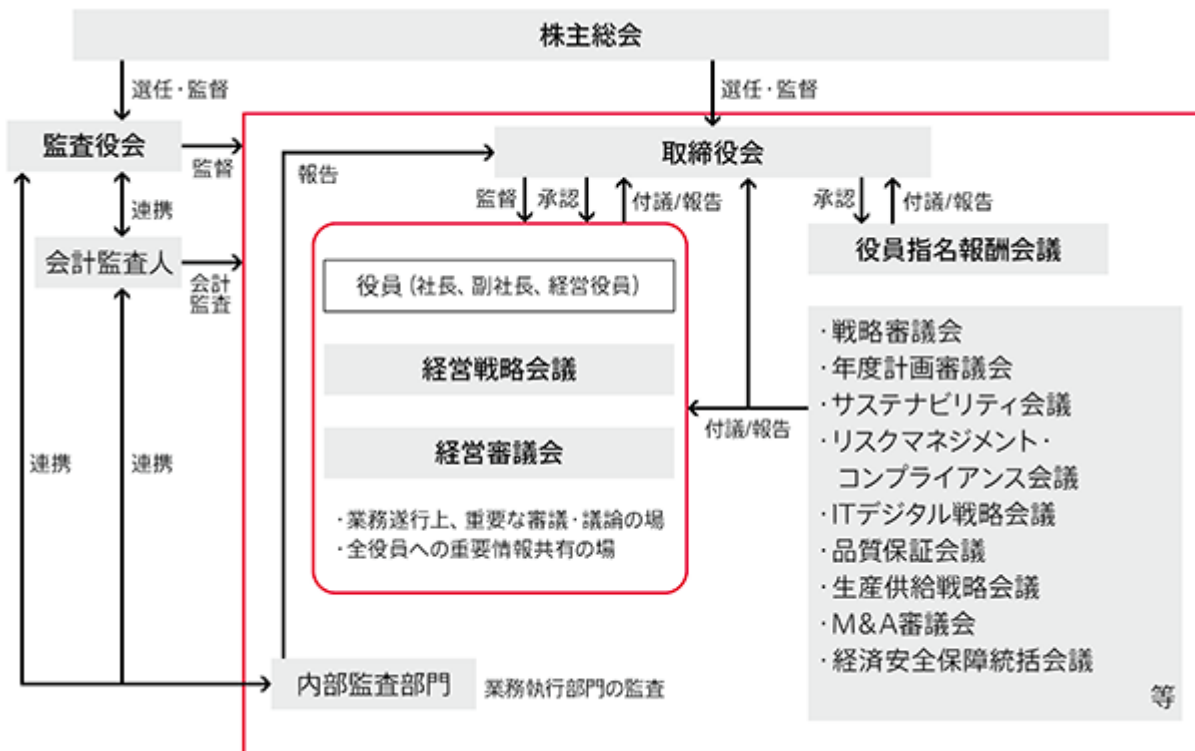 株主総会
選任・監督
選任・監督
監査役会
監督
取締役会
報告
監督
承認
付議/報告
承認
付議/報告
連携
会計監査人
会計
監査
役員指名報酬会議
役員（社長、副社長、経営役員）
経営戦略会議
経営審議会
・業務遂行上、重要な審議・議論の場
・全役員への重要情報共有の場
付議/報告
・戦略審議会
・年度計画審議会
・サステナビリティ会議
・リスクマネジメント・
コンプライアンス会議
・ITデジタル戦略会議
・品質保証会議
・生産供給戦略会議
・M&A審議会
・経済安全保障統括会議
等
連携
連携
内部監査部門
業務執行部門の監査